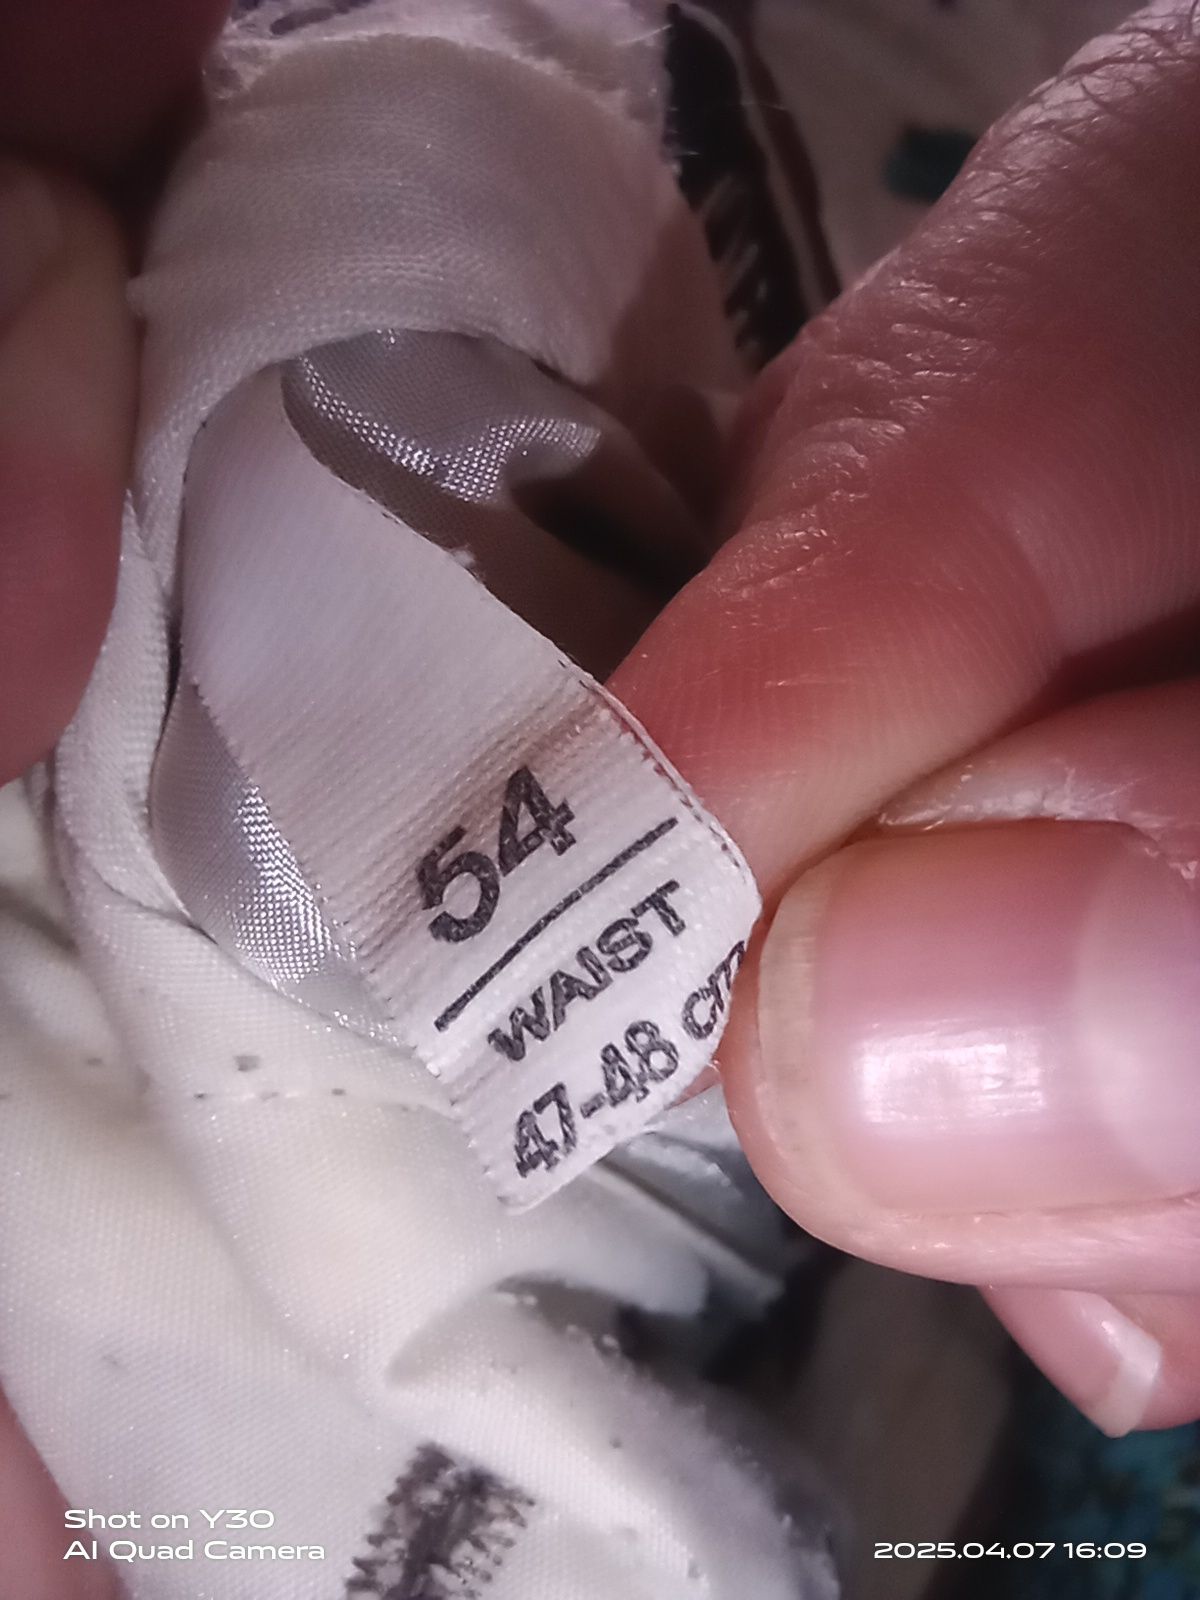 54
WAIST
47-48 cm
Shot on Y30
AI Quad Camera
2025.04.07 16:09